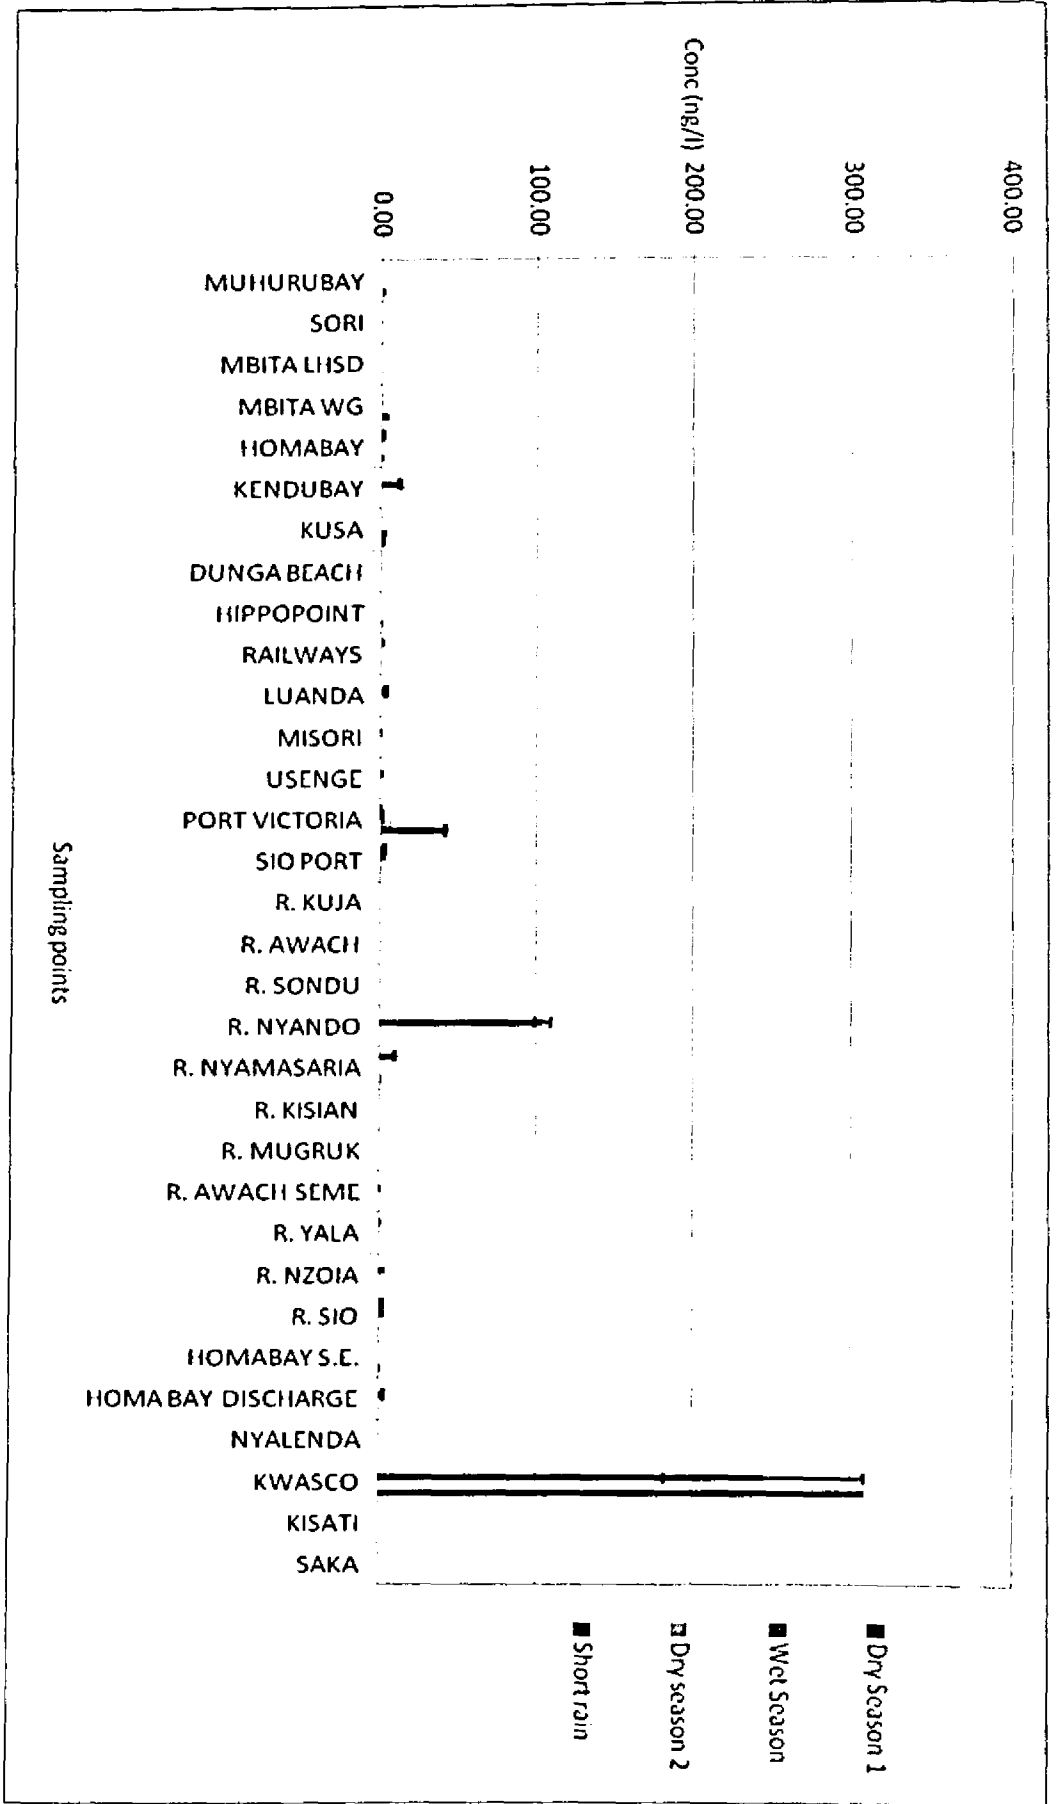 Conc (ng/l)
400.00
300.00
200.00
100.00
0.00
MUHURUBAY
SORI
MBITA LHSD
MBITA WG
HOMABAY
KENDUBAY
KUSA
DUNGA BEACH
HIPPOPOINT
RAILWAYS
LUANDA
MISORI
USENGE
PORT VICTORIA
SIO PORT
R. KUJA
R. AWACH
R. SONDU
R. NYANDO
R. NYAMASARIA
R. KISIAN
R. MUGRUK
R. AWACH SEME
R. YALA
R. NZOIA
R. SIO
HOMABAY S.E.
HOMA BAY DISCHARGE
NYALENDA
KWASCO
KISATI
SAKA
Sampling points
Dry Season 1
Wet Season
Dry season 2
Short rain